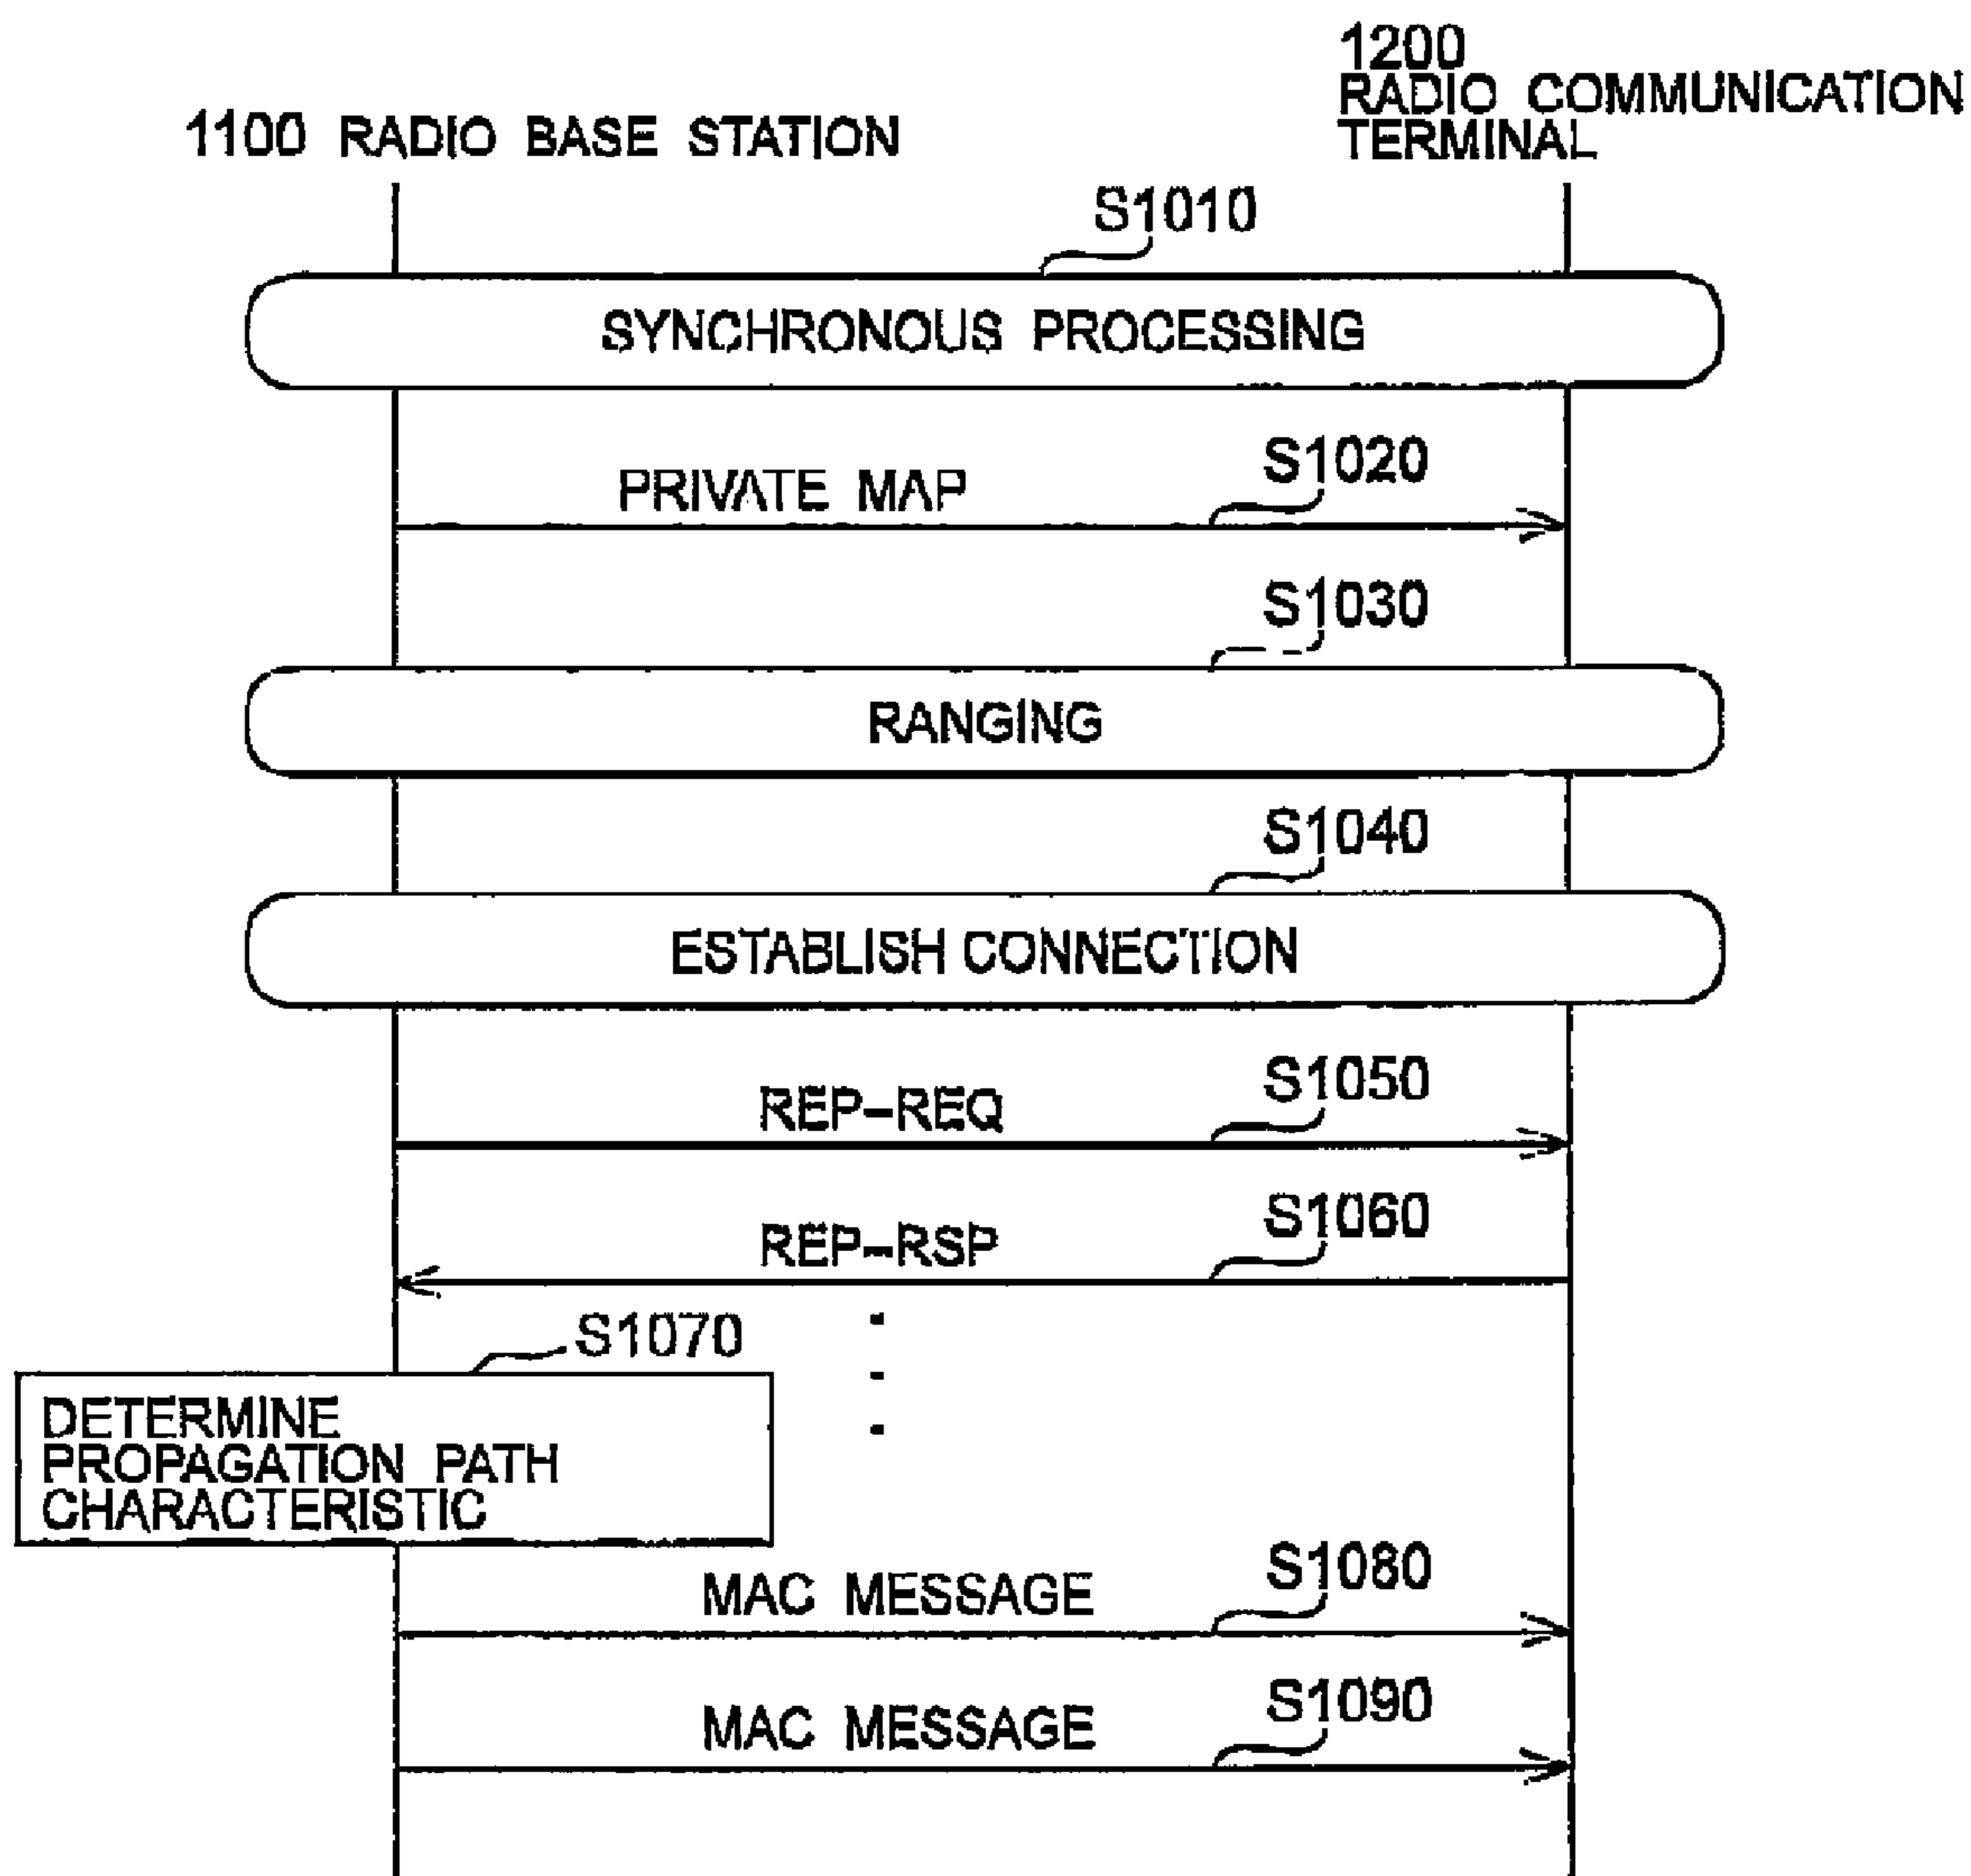 1200
RADIO COMMUNICATION
TERMINAL
1100 RADIO BASE STATION
S1010
SYNCHRONOUS PROCESSING
S1020
PRIVATE MAP
S1030
RANGING
S1040
ESTABLISH CONNECTION
S1050
REP-REQ
S1060
REP-RSP
S1070
DETERMINE
PROPAGATION PATH
CHARACTERISTIC
S1080
MAC MESSAGE
S1090
MAC MESSAGE